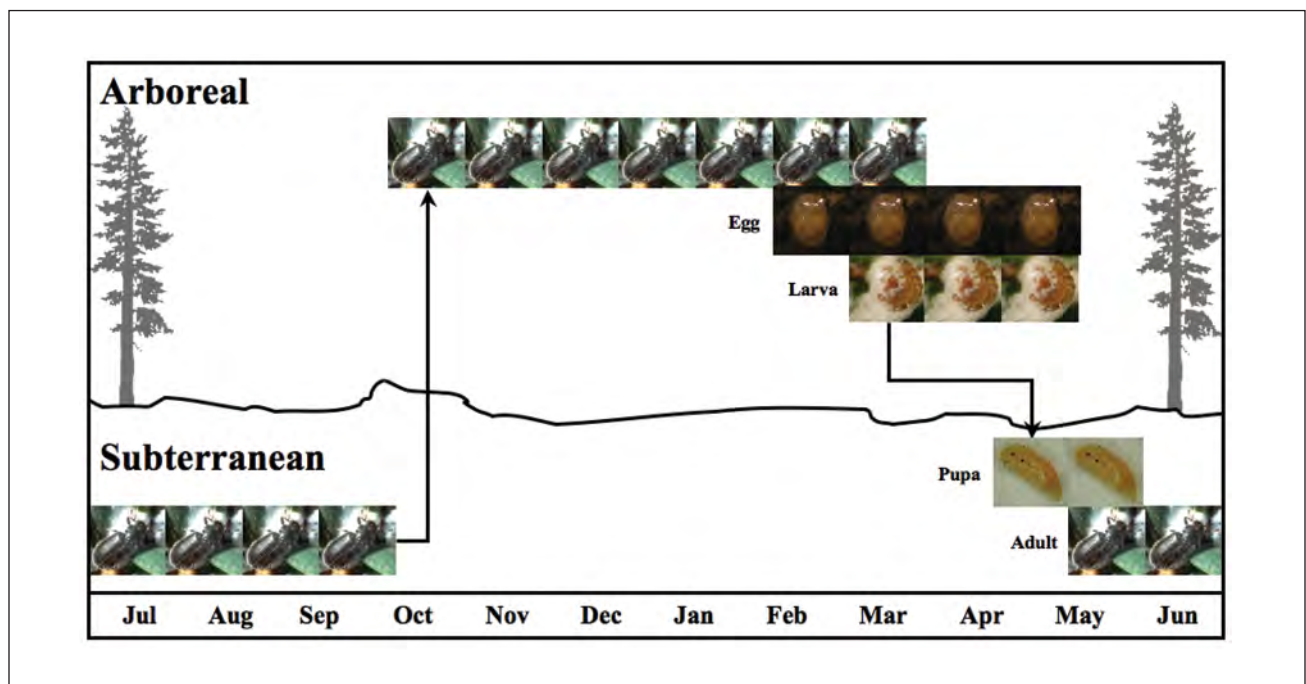 Arboreal
Egg
Larva
Subterranean
Pupa
Adult
Jul Aug Sep Oct Nov Dec Jan Feb Mar Apr May Jun